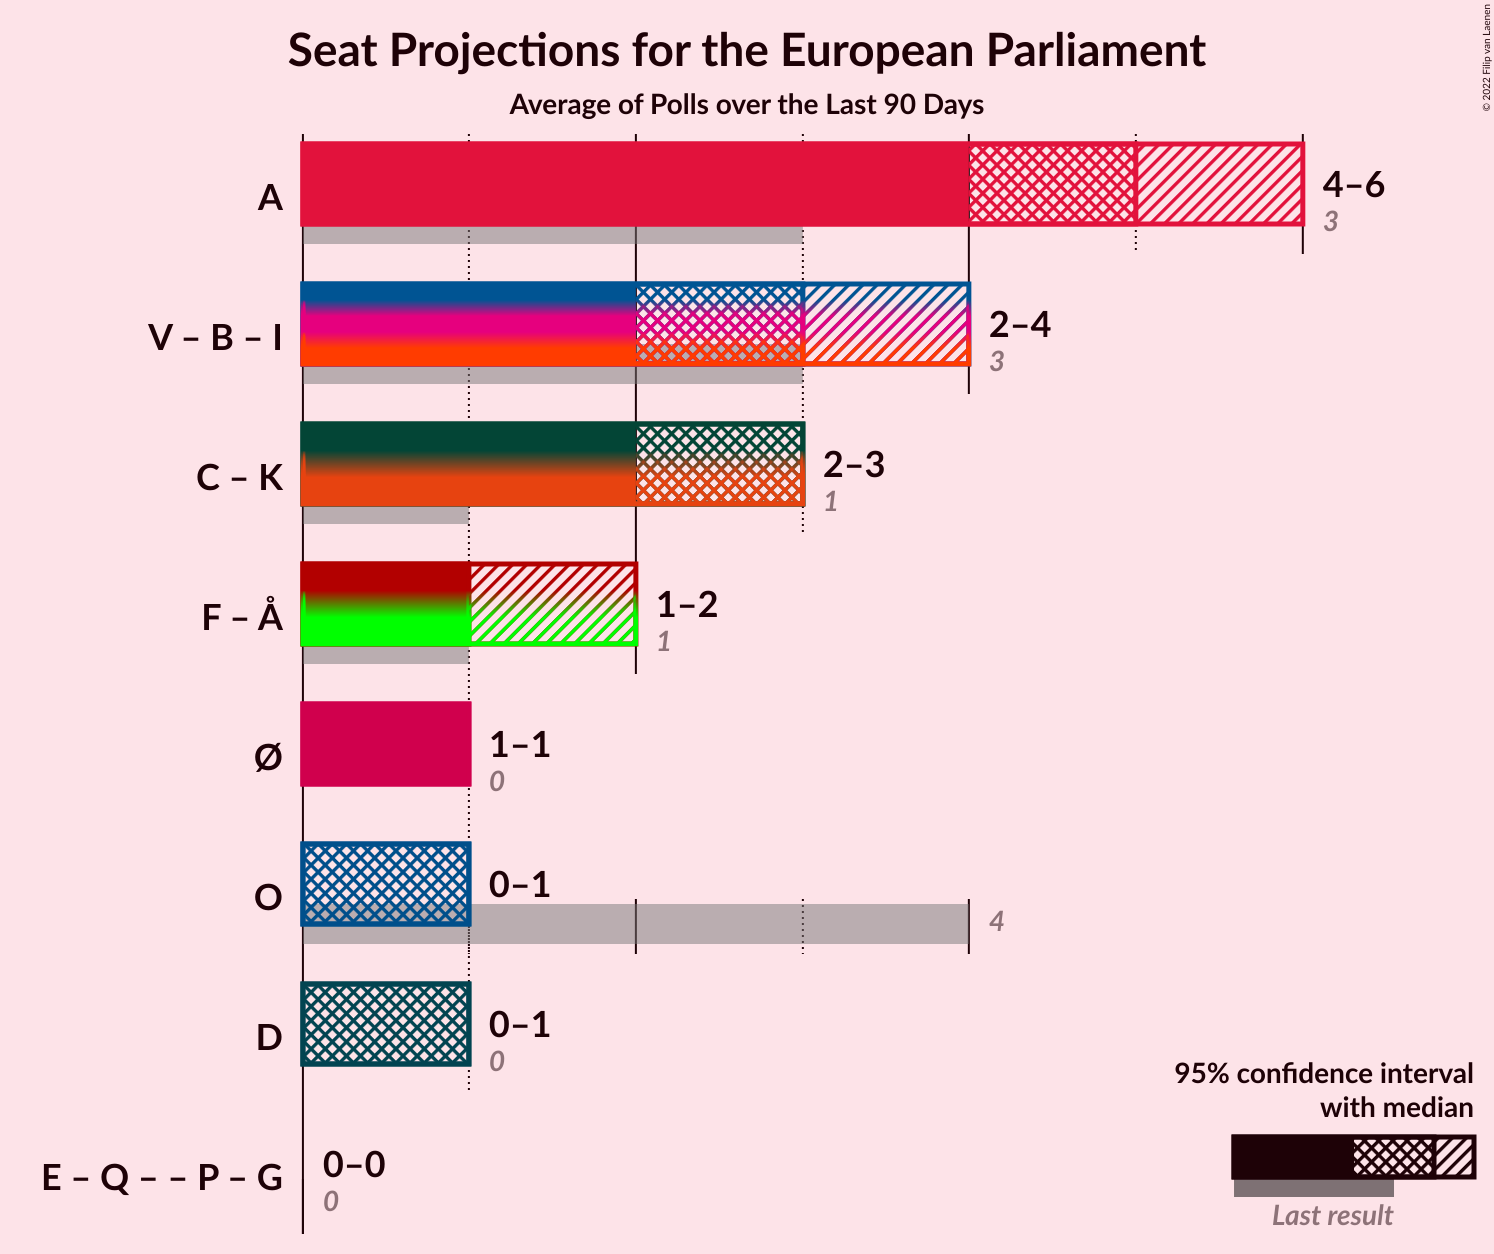 Seat Projections for the European Parliament
Average of Polls over the Last 90 Days
© 2022 Filip van Laenen
A
4–6
3
V – B – I
2–4
3
C – K
2–3
1
F – Å
1–2
1
Ø
1–1
0
O
0–1
4
D
0–1
0
E – Q – – P – G
0–0
0
95% confidence interval
with median
Last result